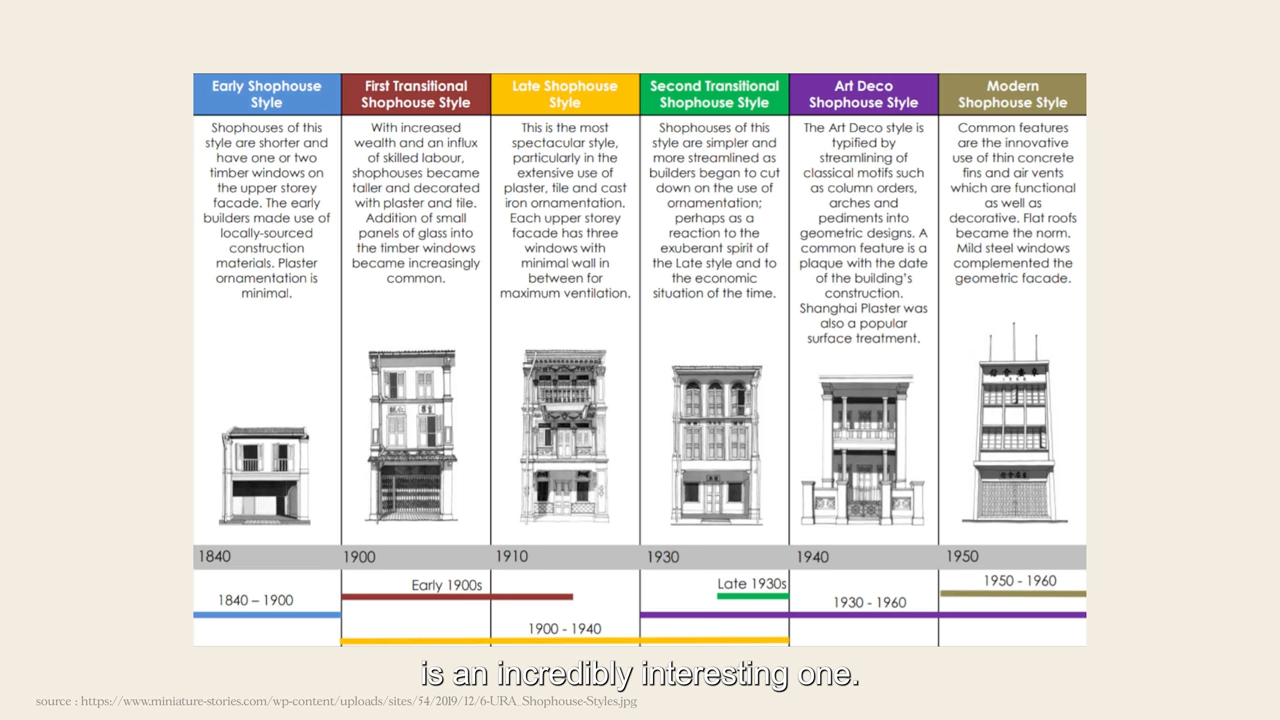 Early Shophouse
Style
First Transitional
Shophouse Style
Late Shophouse
Style
Second Transitional
Shophouse Style
Art Deco
Shophouse Style
Modern
Shophouse Style
Shophouses of this
style are shorter and
have one or two
timber windows on
the upper storey
facade. The early
builders made use of
locally-sourced
construction
materials. Plaster
ornamentation is
minimal.
With increased
wealth and an influx
of skilled labour,
shophouses became
taller and decorated
with plaster and tile.
Addition of small
panels of glass into
the timber windows
became increasingly
common.
This is the most
spectacular style,
particularly in the
extensive use of
plaster, tile and cast
iron ornamentation.
Each upper storey
facade has three
windows with
minimal wall in
between for
maximum ventilation.
Shophouses of this
style are simpler and
more streamlined as
builders began to cut
down on the use of
ornamentation;
perhaps as a
reaction to the
exuberant spirit of
the Late style and to
the economic
situation of the time.
The Art Deco style is
typified by
streamlining of
classical motifs such
as column orders,
arches and
pediments into
geometric designs. A
common feature is a
plaque with the date
of the building's
construction.
Shanghai Plaster was
also a popular
surface treatment.
Common features
are the innovative
use of thin concrete
fins and air vents
which are functional
as well as
decorative. Flat roofs
became the norm.
Mild steel windows
complemented the
geometric facade.
1840
1900
1910
1930
1940
1950
1840 – 1900
Early 1900s
1900 - 1940
Late 1930s
1930 - 1960
1950 - 1960
is an incredibly interesting one.
source : https://www.miniature-stories.com/wp-content/uploads/sites/54/2019/12/6-URA_Shophouse-Styles.jpg